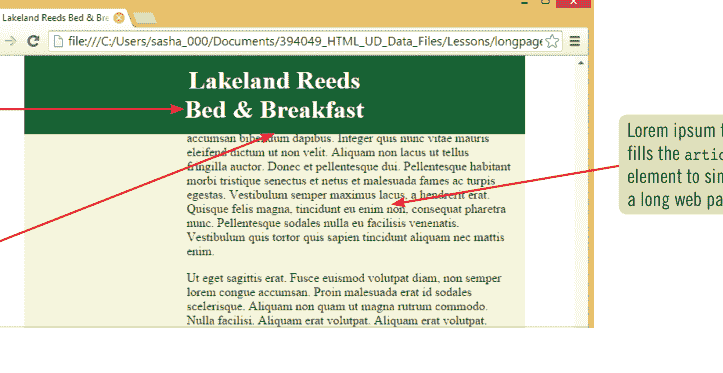 Lakeland Reeds Bed & Bre
file:///C:/Users/sasha_000/Documents/394049_HTML_UD_Data_Files/Lessons/longpage
Lakeland Reeds
Bed & Breakfast
accumsan bibendum dapibus. Integer quis nunc vitae mauris
eleifend dictum ut non velit. Aliquam non lacus ut tellus
fringilla auctor. Donec et pellentesque dui. Pellentesque habitant
morbi tristique senectus et netus et malesuada fames ac turpis
egestas. Vestibulum semper maximus lacus, a hendrerit erat.
Quisque felis magna, tincidunt eu enim non, consequat pharetra
nunc. Pellentesque sodales nulla eu facilisis venenatis.
Vestibulum quis tortor quis sapien tincidunt aliquam nec mattis
enim.
Ut eget sagittis erat. Fusce euismod volutpat diam, non semper
lorem congue accumsan. Proin malesuada erat id sodales
scelerisque. Aliquam non quam ut magna rutrum commodo.
Nulla facilisi. Aliquam erat volutpat. Aliquam erat volutpat.
Lorem ipsum
fills the artic
element to sim
a long web pa